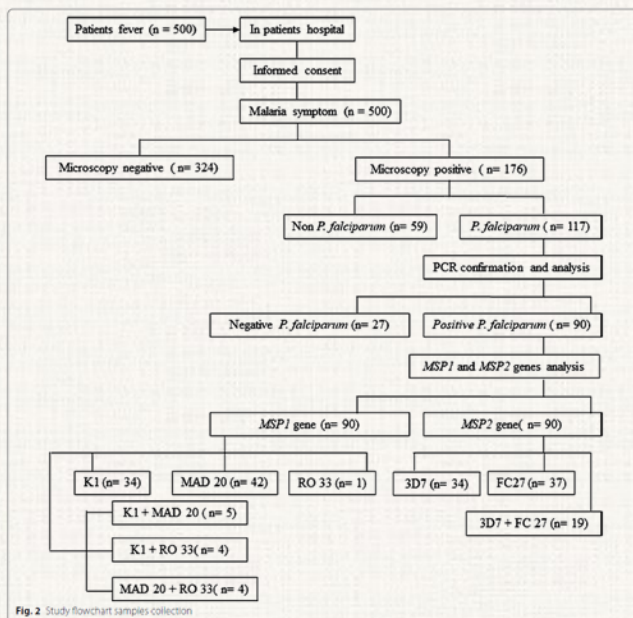 Patients fever (n = 500)
In patients hospital
Informed consent
Malaria symptom (n = 500)
Microscopy negative (n= 324)
Microscopy positive (n= 176)
Non P. falciparum (n= 59)
P. falciparum (n= 117)
PCR confirmation and analysis
Negative P. falciparum (n= 27)
Positive P. falciparum (n= 90)
MSP1 and MSP2 genes analysis
MSP1 gene (n= 90)
MSP2 gene( n= 90)
K1 (n= 34)
MAD 20 (n= 42)
RO 33 (n= 1)
3D7 (n= 34)
FC27 (n= 37)
K1 + MAD 20 (n= 5)
3D7 + FC 27 (n= 19)
K1 + RO 33( n= 4)
MAD 20 + RO 33( n= 4)
Fig. 2 Study flowchart samples collection